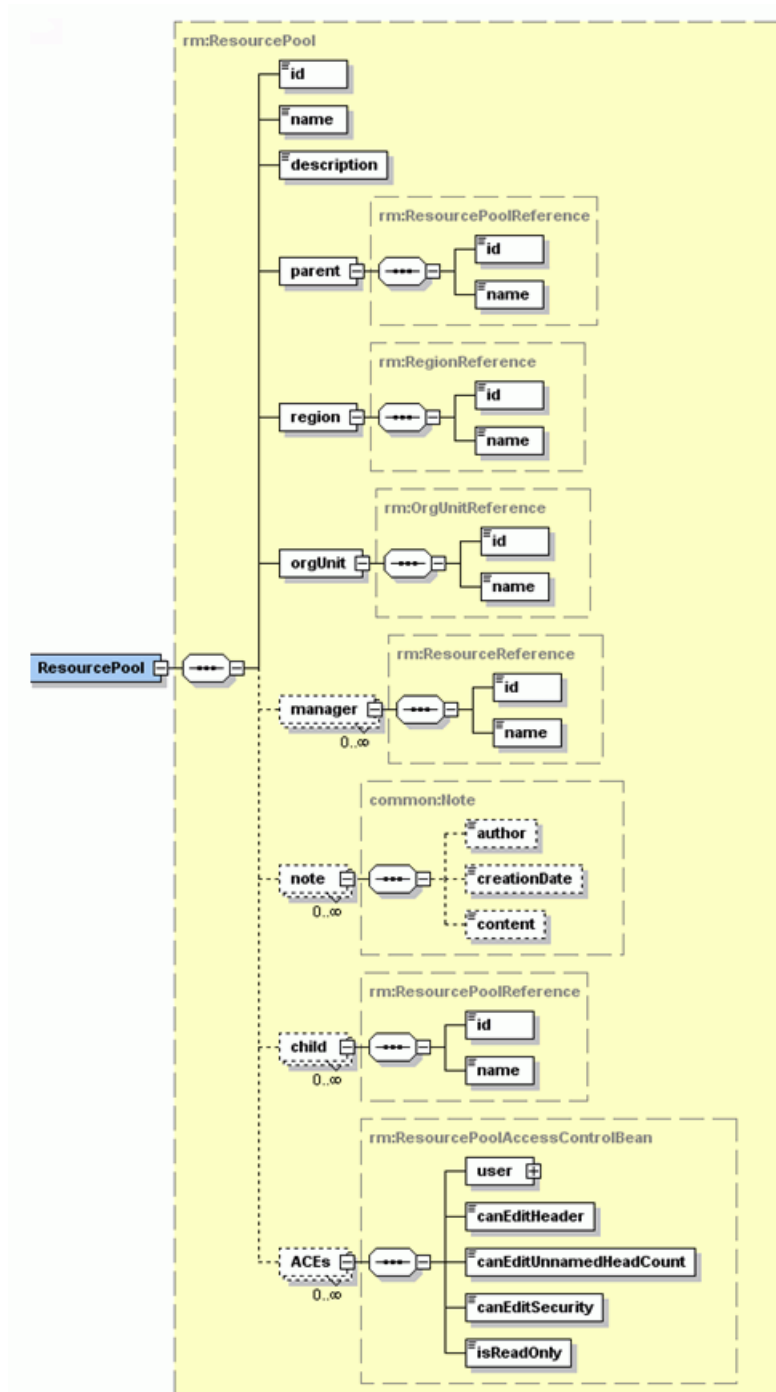 rm:ResourcePool
id
name
description
rm:ResourcePoolReference
parent
id
name
rm:RegionReference
region
id
name
rm:OrgUnitReference
orgUnit
id
name
ResourcePool
rm:ResourceReference
manager
0..∞
id
name
common:Note
note
0..∞
author
creationDate
content
rm:ResourcePoolReference
child
0..∞
id
name
rm:ResourcePoolAccessControlBean
ACEs
0..∞
user
canEditHeader
canEditUnnamedHeadCount
canEditSecurity
isReadOnly